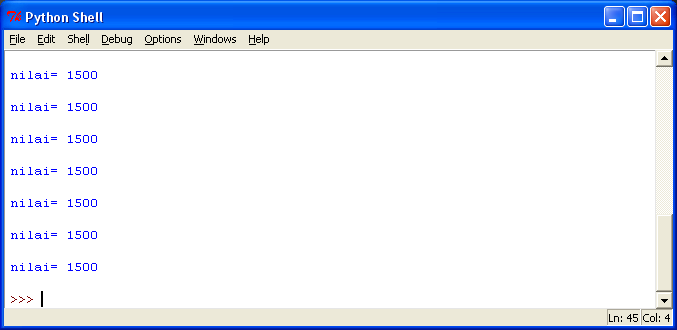 Python Shell
File Edit Shell Debug Options Windows Help
nilai= 1500
nilai= 1500
nilai= 1500
nilai= 1500
nilai= 1500
nilai= 1500
nilai= 1500
>>>
Ln: 45 Col: 4